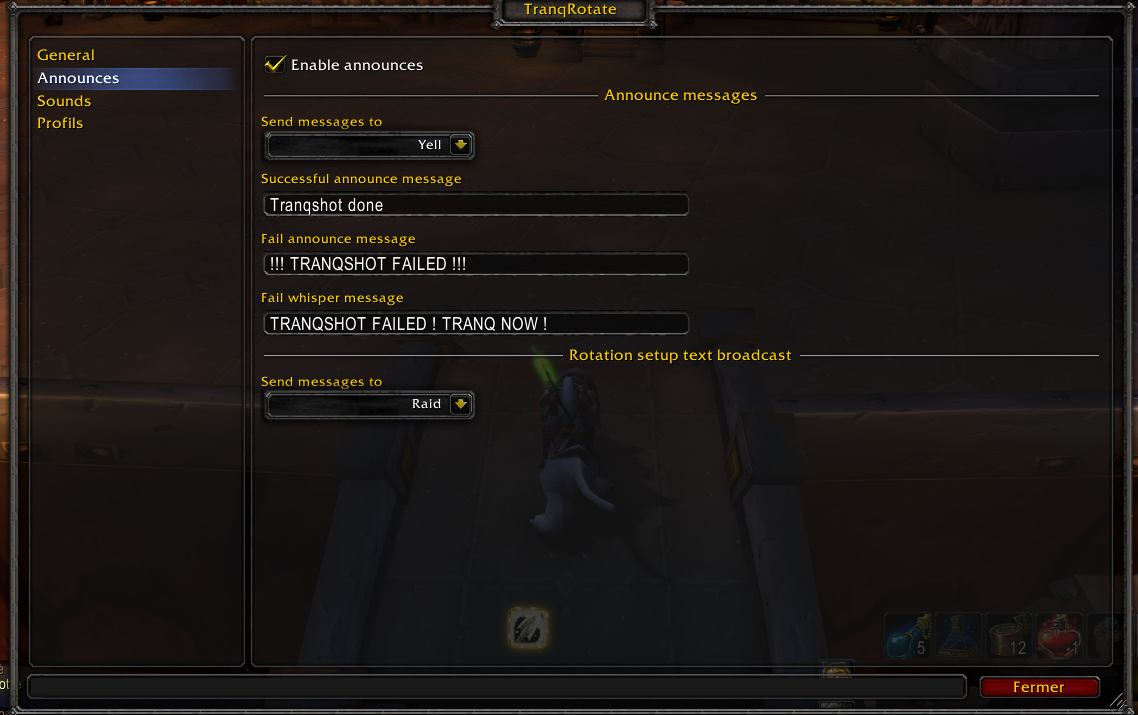 TranqRotate
General
Announces
Sounds
Profils
Enable announces
Announce messages
Send messages to
Yell
Successful announce message
Tranqshot done
Fail announce message
!!! TRANQSHOT FAILED !!!
Fail whisper message
TRANQSHOT FAILED ! TRANQ NOW !
Rotation setup text broadcast
Send messages to
Raid
5
12
1
Fermer